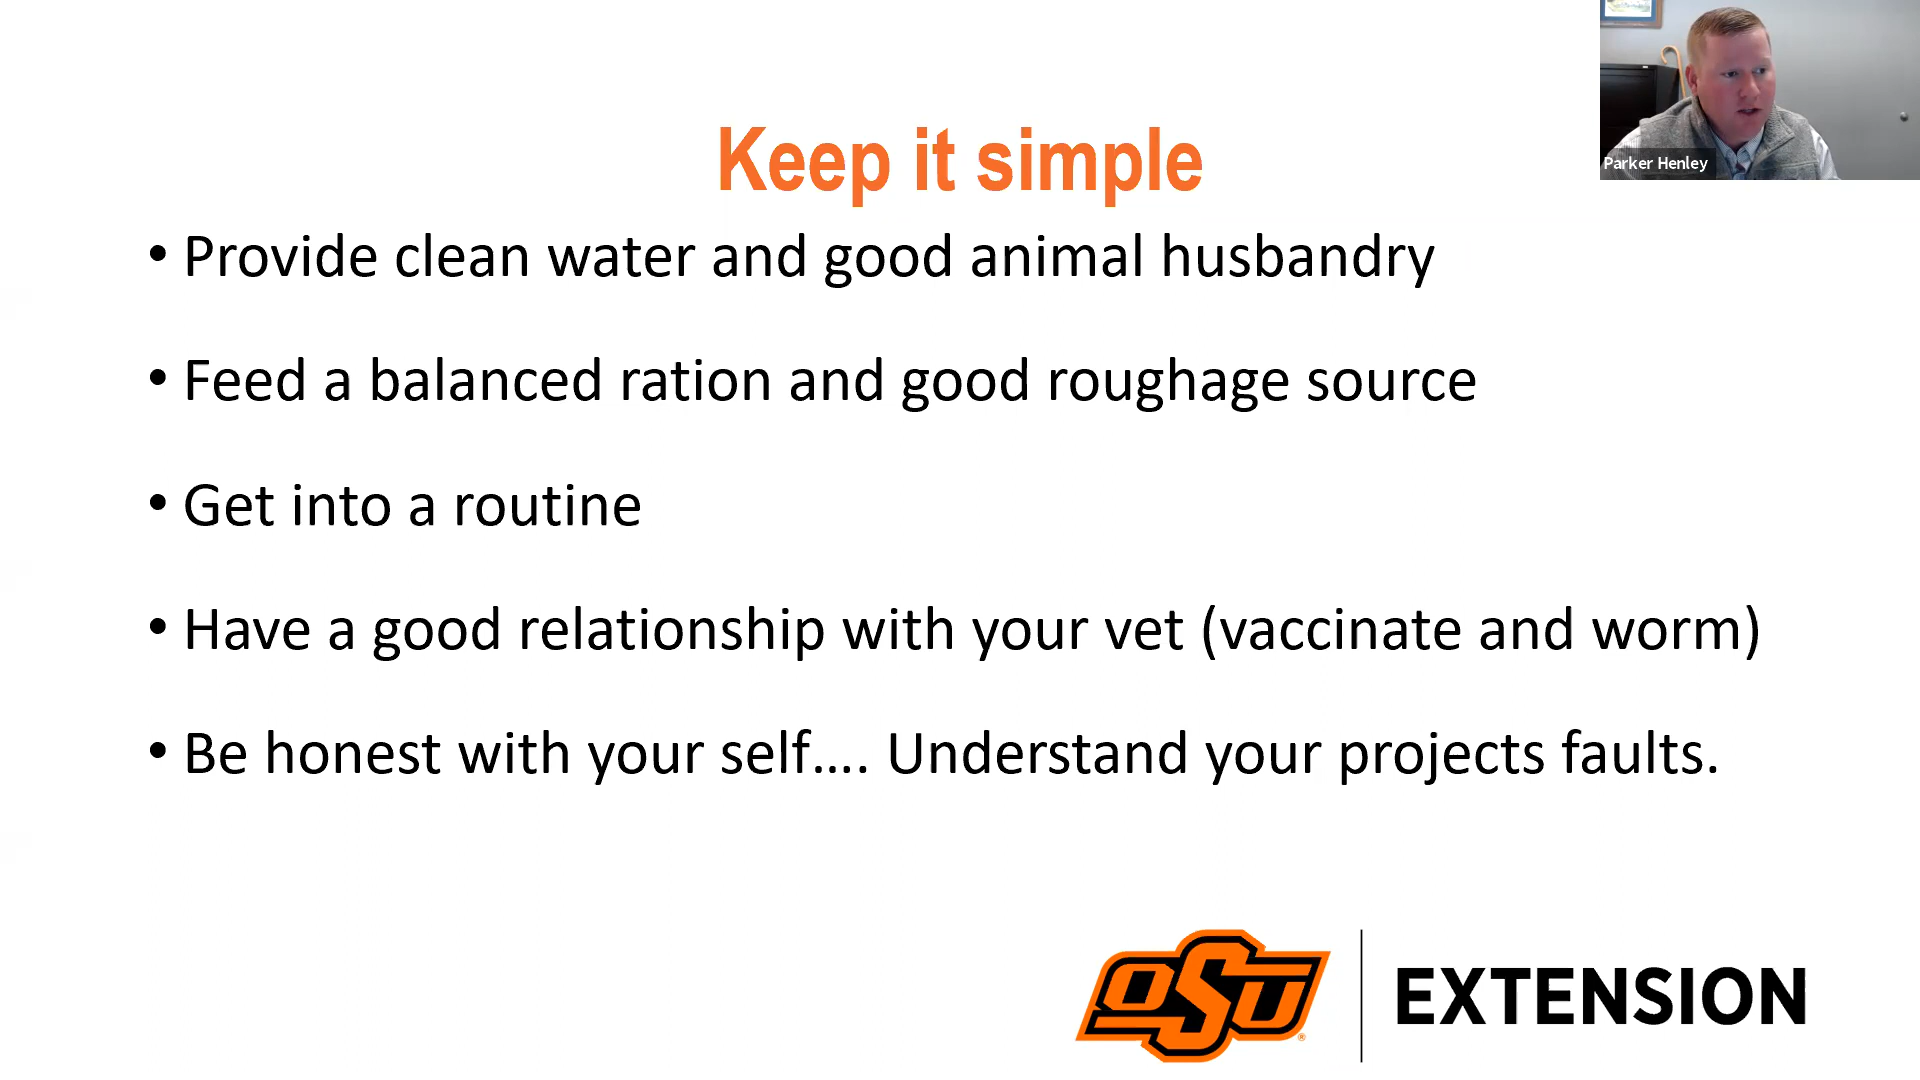 Keep it simple
Parker Henley
• Provide clean water and good animal husbandry
• Feed a balanced ration and good roughage source
• Get into a routine
• Have a good relationship with your vet (vaccinate and worm)
• Be honest with your self.... Understand your projects faults.
OSU®
EXTENSION